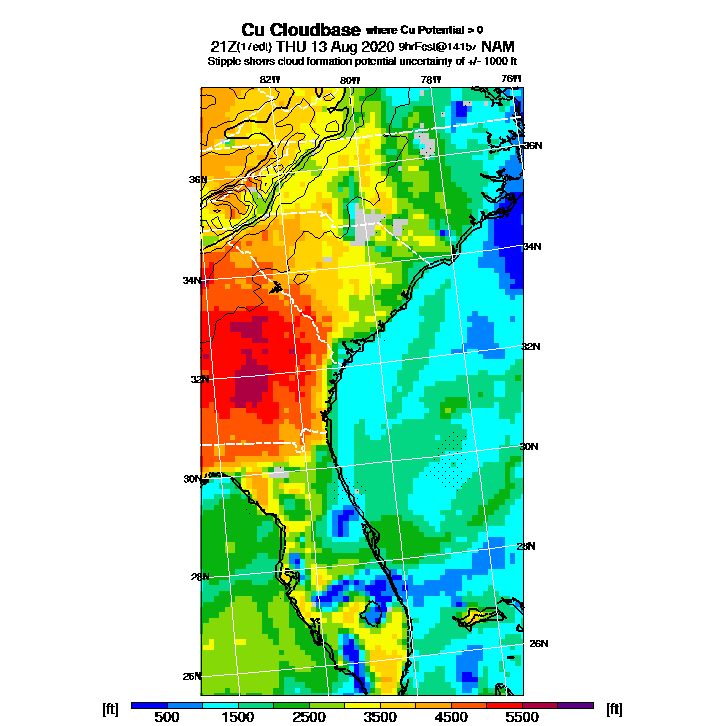 Cu Cloudbase where Cu Potential > 0
21Z(17edt) THU 13 Aug 2020 9hrFcst@1415z NAM
Stipple shows cloud formation potential uncertainty of +/- 1000 ft
82W 80W 78W 76W
36N
36N
34N
34N
32N
32N
30N
30N
28N
28N
26N
26N
[ft] 500 1500 2500 3500 4500 5500 [ft]